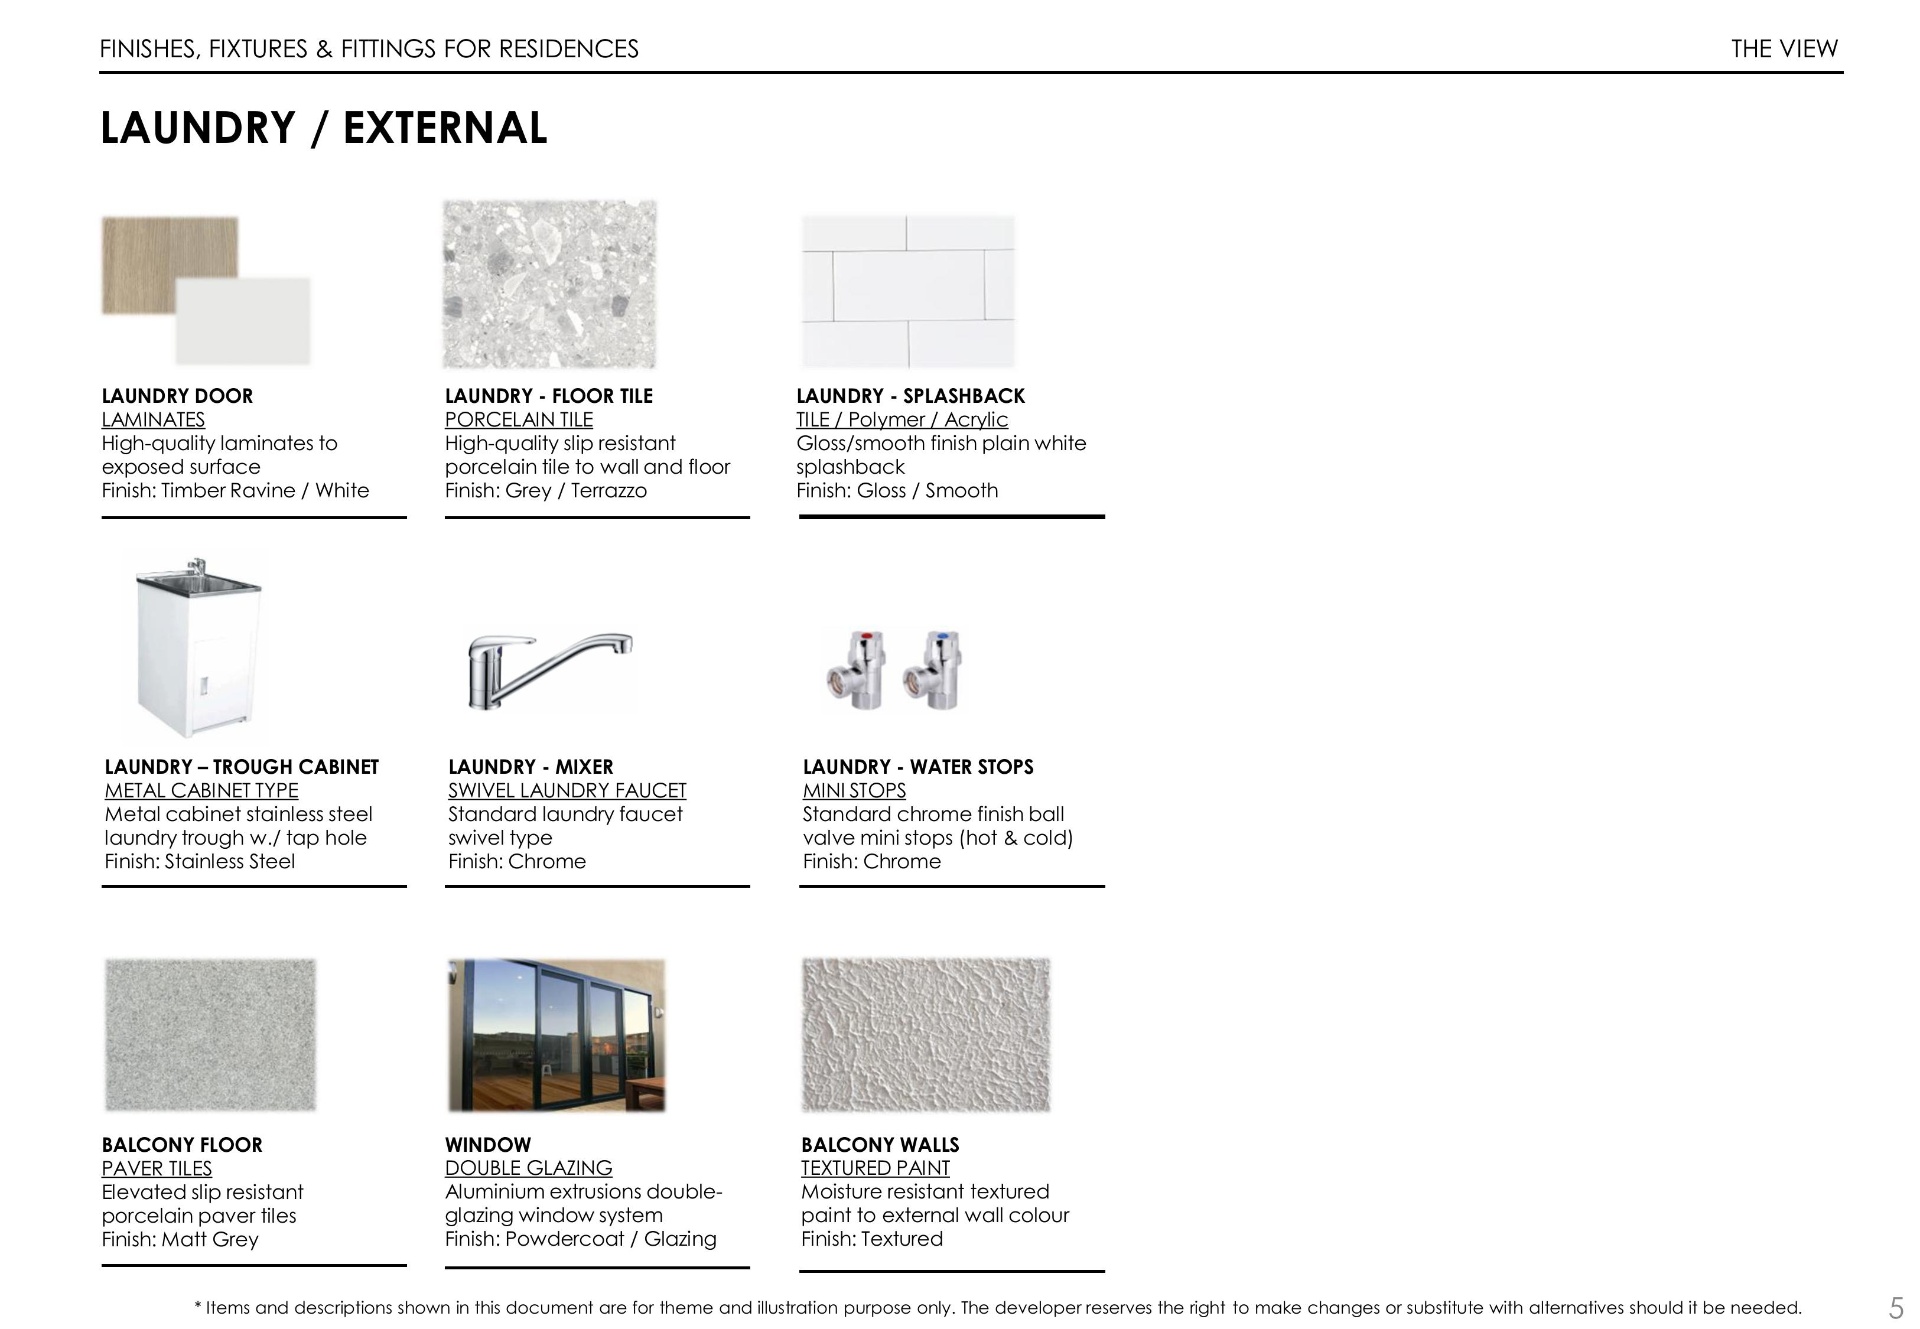 FINISHES, FIXTURES & FITTINGS FOR RESIDENCES
THE VIEW
LAUNDRY / EXTERNAL
LAUNDRY DOOR
LAMINATES
High-quality laminates to
exposed surface
Finish: Timber Ravine / White
LAUNDRY - FLOOR TILE
PORCELAIN TILE
High-quality slip resistant
porcelain tile to wall and floor
Finish: Grey / Terrazzo
LAUNDRY - SPLASHBACK
TILE / Polymer / Acrylic
Gloss/smooth finish plain white
splashback
Finish: Gloss / Smooth
LAUNDRY – TROUGH CABINET
METAL CABINET TYPE
Metal cabinet stainless steel
laundry trough w./ tap hole
Finish: Stainless Steel
LAUNDRY - MIXER
SWIVEL LAUNDRY FAUCET
Standard laundry faucet
swivel type
Finish: Chrome
LAUNDRY - WATER STOPS
MINI STOPS
Standard chrome finish ball
valve mini stops (hot & cold)
Finish: Chrome
BALCONY FLOOR
PAVER TILES
Elevated slip resistant
porcelain paver tiles
Finish: Matt Grey
WINDOW
DOUBLE GLAZING
Aluminium extrusions double-
glazing window system
Finish: Powdercoat / Glazing
BALCONY WALLS
TEXTURED PAINT
Moisture resistant textured
paint to external wall colour
Finish: Textured
* Items and descriptions shown in this document are for theme and illustration purpose only. The developer reserves the right to make changes or substitute with alternatives should it be needed.
5